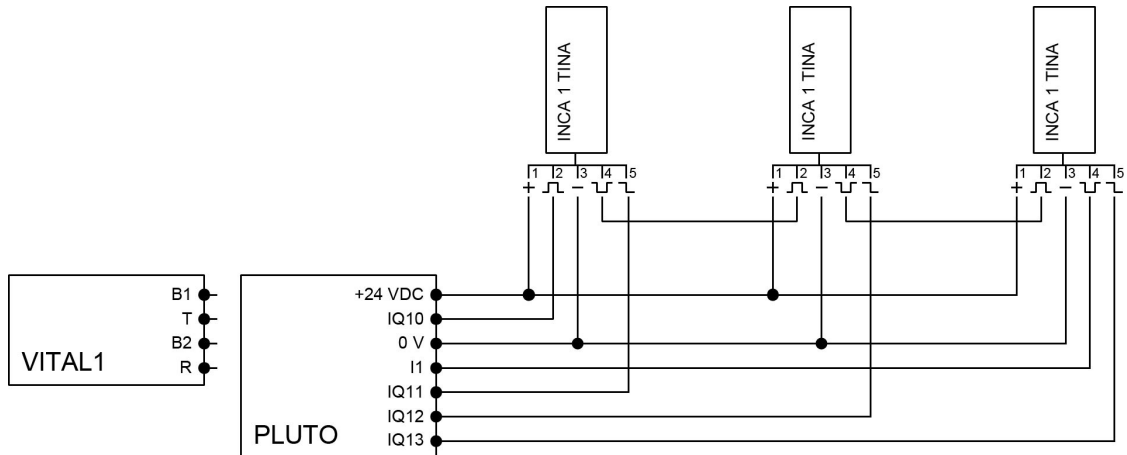 INCA 1 TINA
INCA 1 TINA
INCA 1 TINA
1 2 3 4 5
1 2 3 4 5
1 2 3 4 5
+ −
+ −
+ −
VITAL1
B1
T
B2
R
PLUTO
+24 VDC
IQ10
0 V
I1
IQ11
IQ12
IQ13